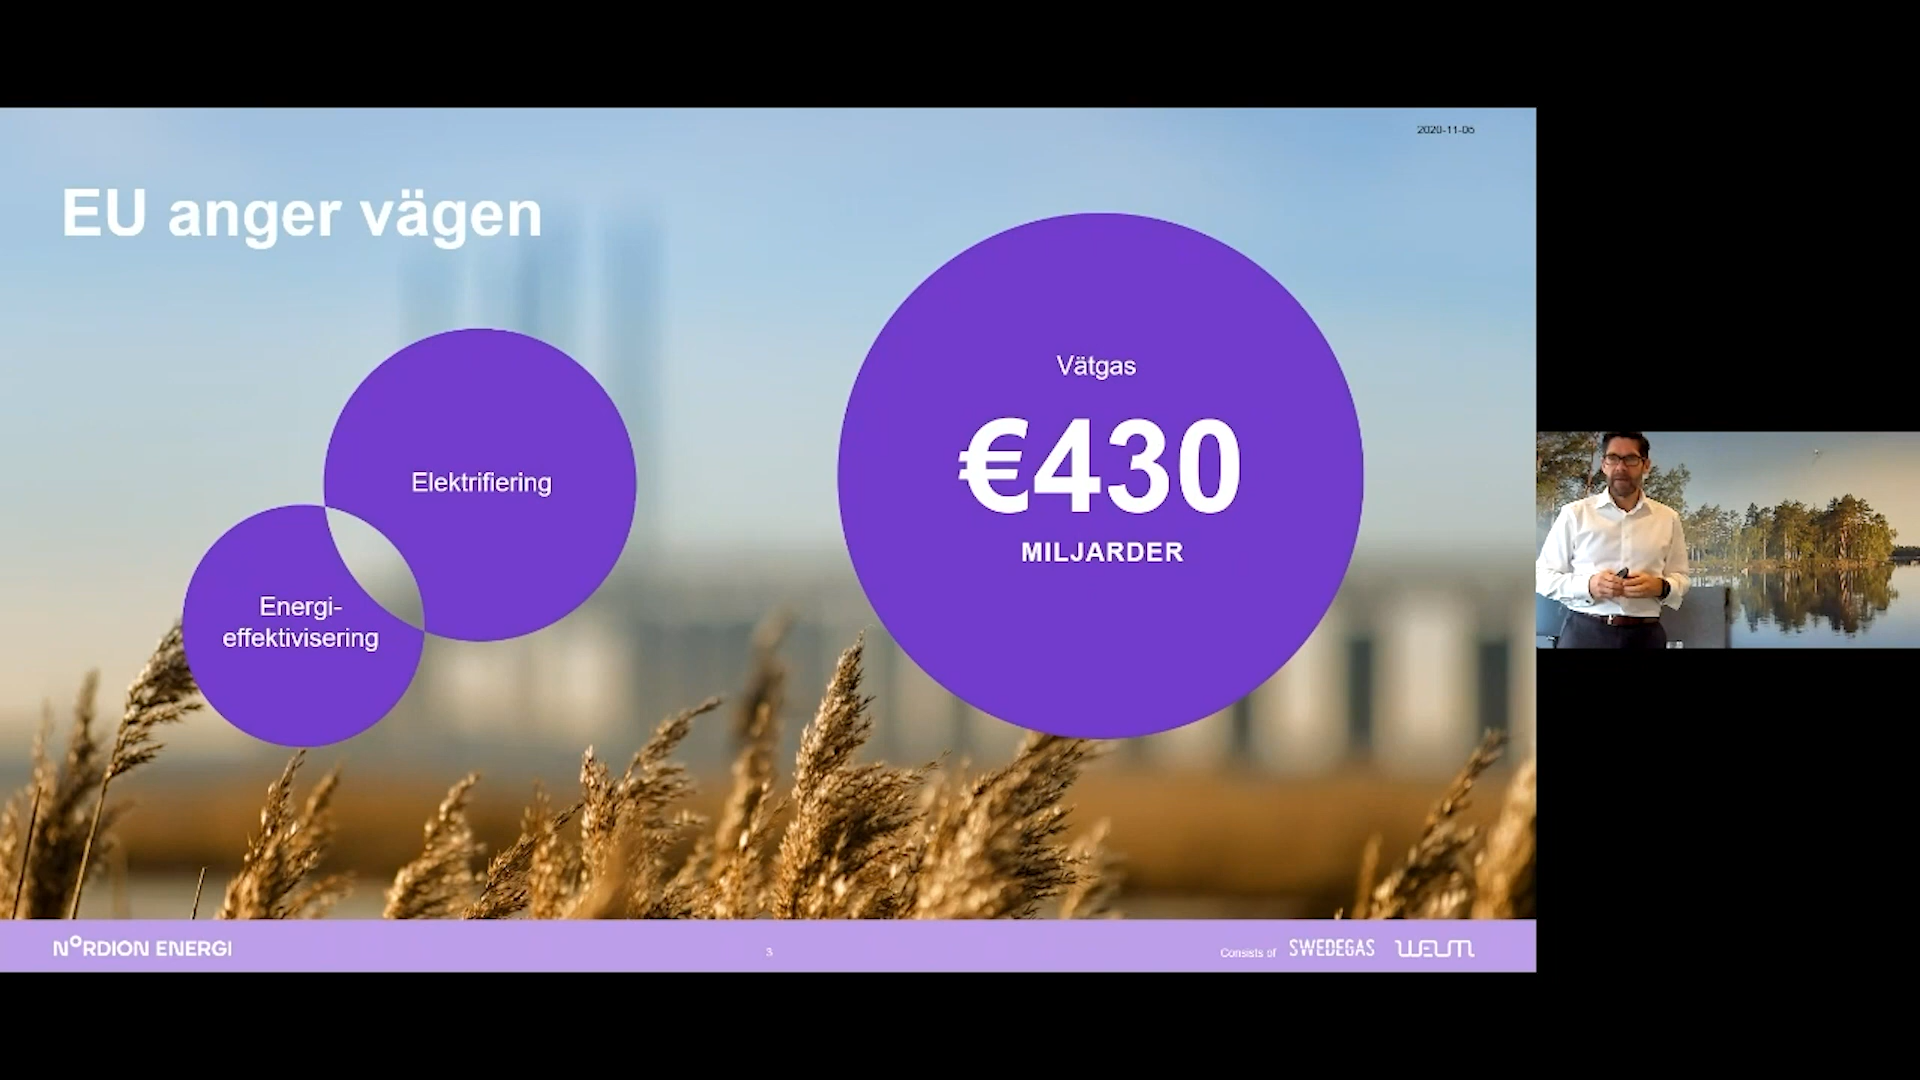 2020-11-06
EU anger vägen
Elektrifiering
Energi-
effektivisering
Vätgas
€430
MILJARDER
NORDION ENERGI
3
Consists of SWEDEGAS WEUM